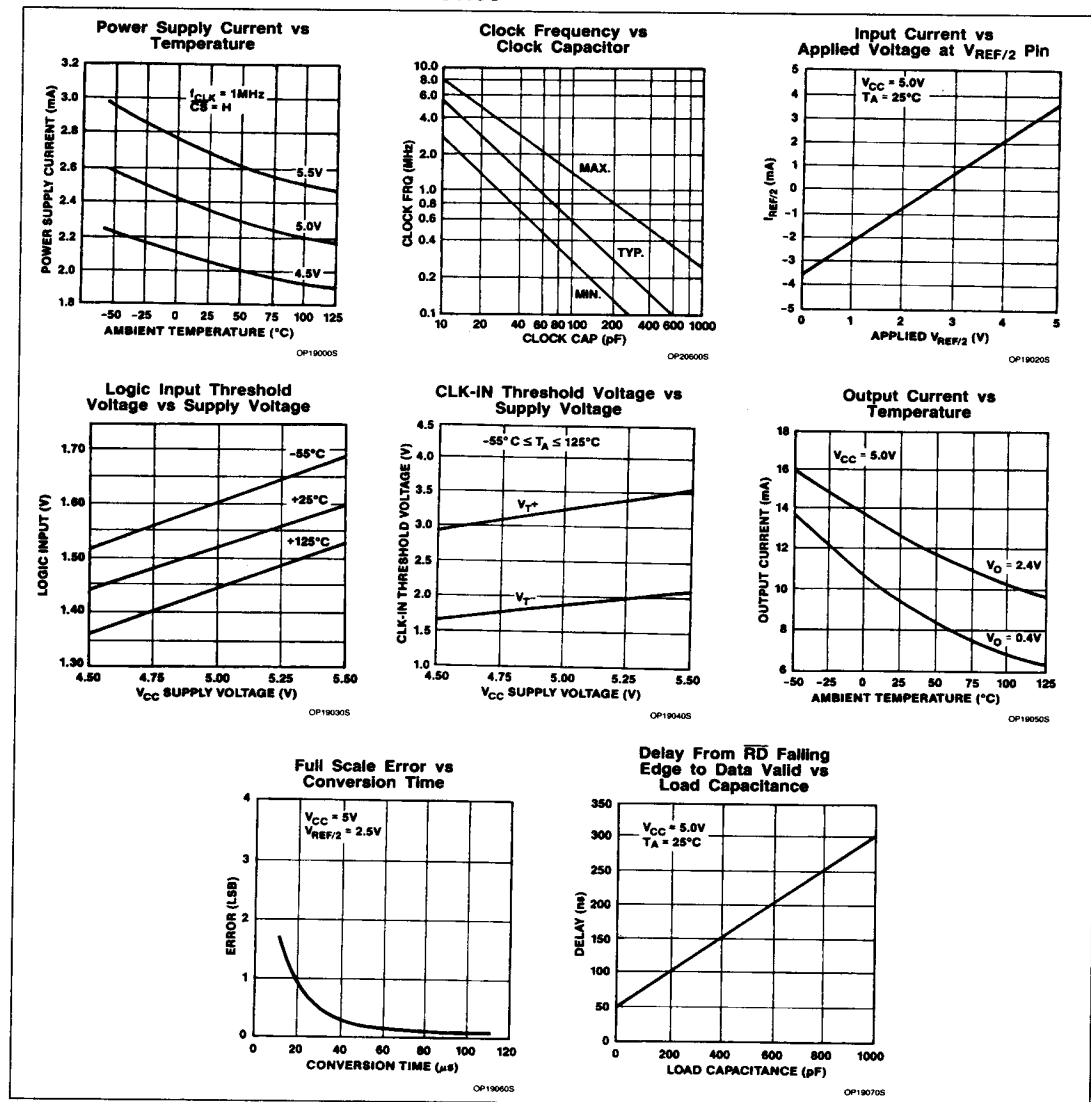 Power Supply Current vs
Temperature
3.2
3.0
2.8
2.6
2.4
2.2
2.0
1.8
POWER SUPPLY CURRENT (mA)
fCLK = 1MHz
CS = H
5.5V
5.0V
4.5V
-50 -25 0 25 50 75 100 125
AMBIENT TEMPERATURE (°C)
OP19000S
Clock Frequency vs
Clock Capacitor
10.0
8.0
6.0
4.0
2.0
1.0
0.8
0.6
0.4
0.2
0.1
CLOCK FRQ (MHz)
MAX.
TYP.
MIN.
10 20 40 60 80 100 200 400 600 1000
CLOCK CAP (pF)
OP20600S
Input Current vs
Applied Voltage at VREF/2 Pin
5
4
3
2
1
0
-1
-2
-3
-4
-5
IREF/2 (mA)
VCC = 5.0V
TA = 25°C
0 1 2 3 4 5
APPLIED VREF/2 (V)
OP19020S
Logic Input Threshold
Voltage vs Supply Voltage
1.70
1.60
1.50
1.40
1.30
LOGIC INPUT (V)
-55°C
+25°C
+125°C
4.50 4.75 5.00 5.25 5.50
VCC SUPPLY VOLTAGE (V)
OP19030S
CLK-IN Threshold Voltage vs
Supply Voltage
4.5
4.0
3.5
3.0
2.5
2.0
1.5
1.0
CLK-IN THRESHOLD VOLTAGE (V)
-55°C ≤ TA ≤ 125°C
VT+
VT-
4.50 4.75 5.00 5.25 5.50
VCC SUPPLY VOLTAGE (V)
OP19040S
Output Current vs
Temperature
18
16
14
12
10
8
6
OUTPUT CURRENT (mA)
VCC = 5.0V
VO = 2.4V
VO = 0.4V
-50 -25 0 25 50 75 100 125
AMBIENT TEMPERATURE (°C)
OP19050S
Full Scale Error vs
Conversion Time
4
3
2
1
0
ERROR (LSB)
VCC = 5V
VREF/2 = 2.5V
0 20 40 60 80 100 120
CONVERSION TIME (µs)
OP19060S
Delay From RD Falling
Edge to Data Valid vs
Load Capacitance
350
300
250
200
150
100
50
0
DELAY (ns)
VCC = 5.0V
TA = 25°C
0 200 400 600 800 1000
LOAD CAPACITANCE (pF)
OP19070S